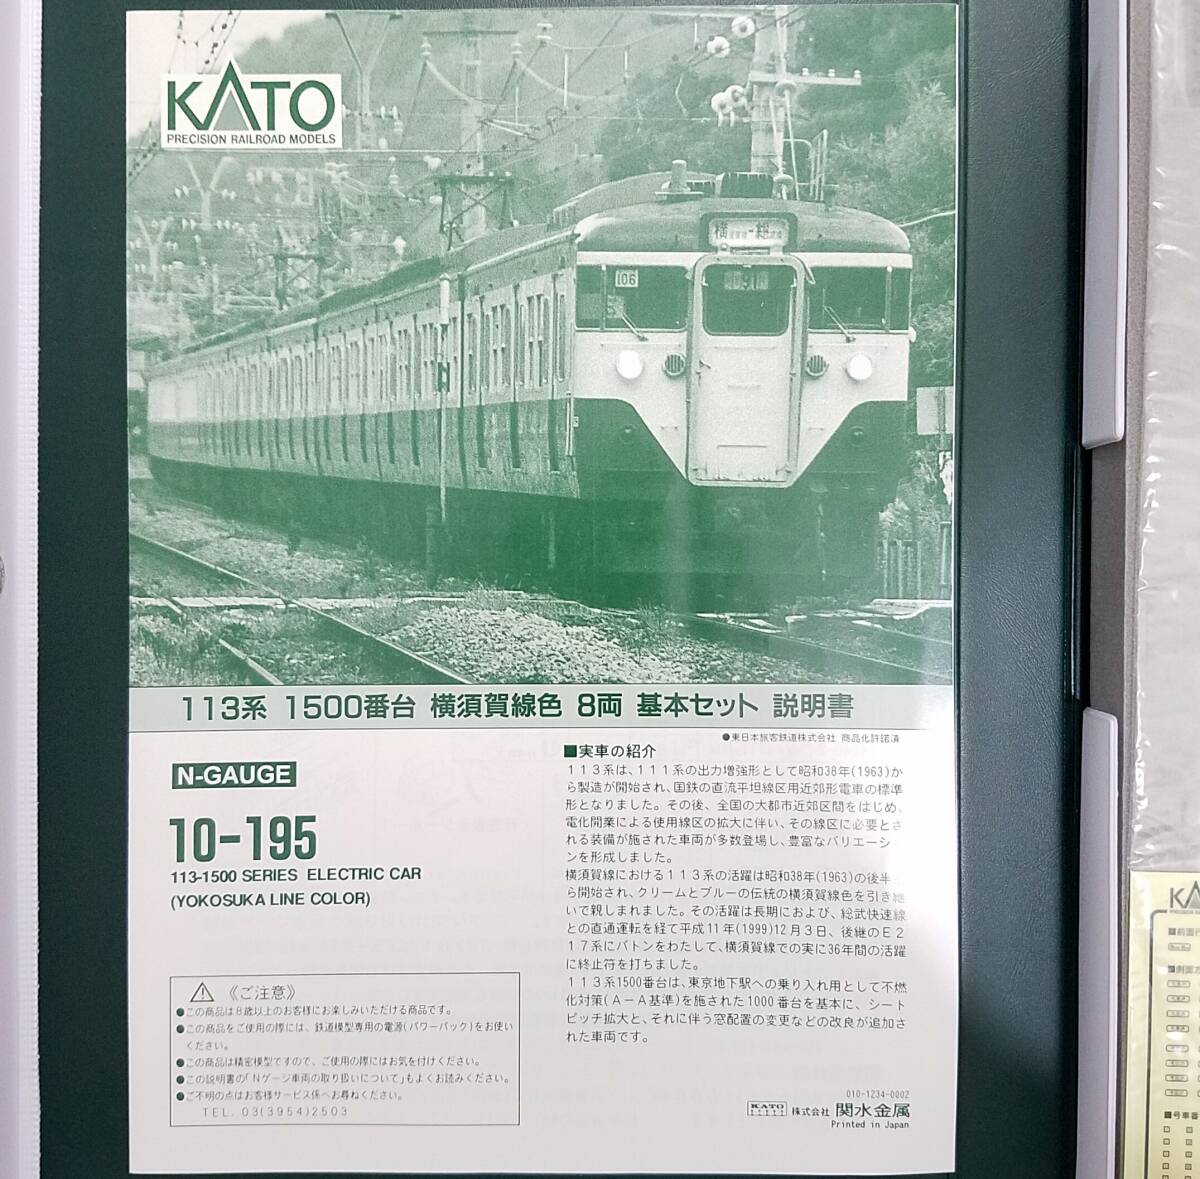 KATO
PRECISION RAILROAD MODELS
横 - 総
106
113系 1500番台 横須賀線色 8両 基本セット 説明書
●東日本旅客鉄道株式会社 商品化許諾済
N-GAUGE
10-195
113-1500 SERIES ELECTRIC CAR
(YOKOSUKA LINE COLOR)
■実車の紹介
113系は、111系の出力増強形として昭和38年(1963)か
ら製造が開始され、国鉄の直流平坦線区用近郊形電車の標準
形となりました。その後、全国の大都市近郊区間をはじめ、
電化開業による使用線区の拡大に伴い、その線区に必要とさ
れる装備が施された車両が多数登場し、豊富なバリエーショ
ンを形成しました。
横須賀線における113系の活躍は昭和38年(1963)の後半か
ら開始され、クリームとブルーの伝統の横須賀線色を引き継
いで親しまれました。その活躍は長期におよび、総武快速線
との直通運転を経て平成11年(1999)12月3日、後継のE2
17系にバトンをわたして、横須賀線での実に36年間の活躍
に終止符を打ちました。
113系1500番台は、東京地下駅への乗り入れ用として不燃
化対策(A-A基準)を施された1000番台を基本に、シート
ピッチ拡大と、それに伴う窓配置の変更などの改良が追加さ
れた車両です。
《ご注意》
●この商品は8歳以上のお客様にお楽しみいただける商品です。
●この商品をご使用の際には、鉄道模型専用の電源(パワーパック)をお使い
ください。
●この商品は精密模型ですので、ご使用の際にはお気を付けください。
●この説明書の「Nゲージ車両の取り扱いについて」もよくお読みください。
●ご不明の点はお客様サービス係へお尋ねください。
TEL. 03(3954)2503
010-1234-0002
KATO 株式会社 関水金属
Printed in Japan
KA
■前面行
■側面方
■号車番